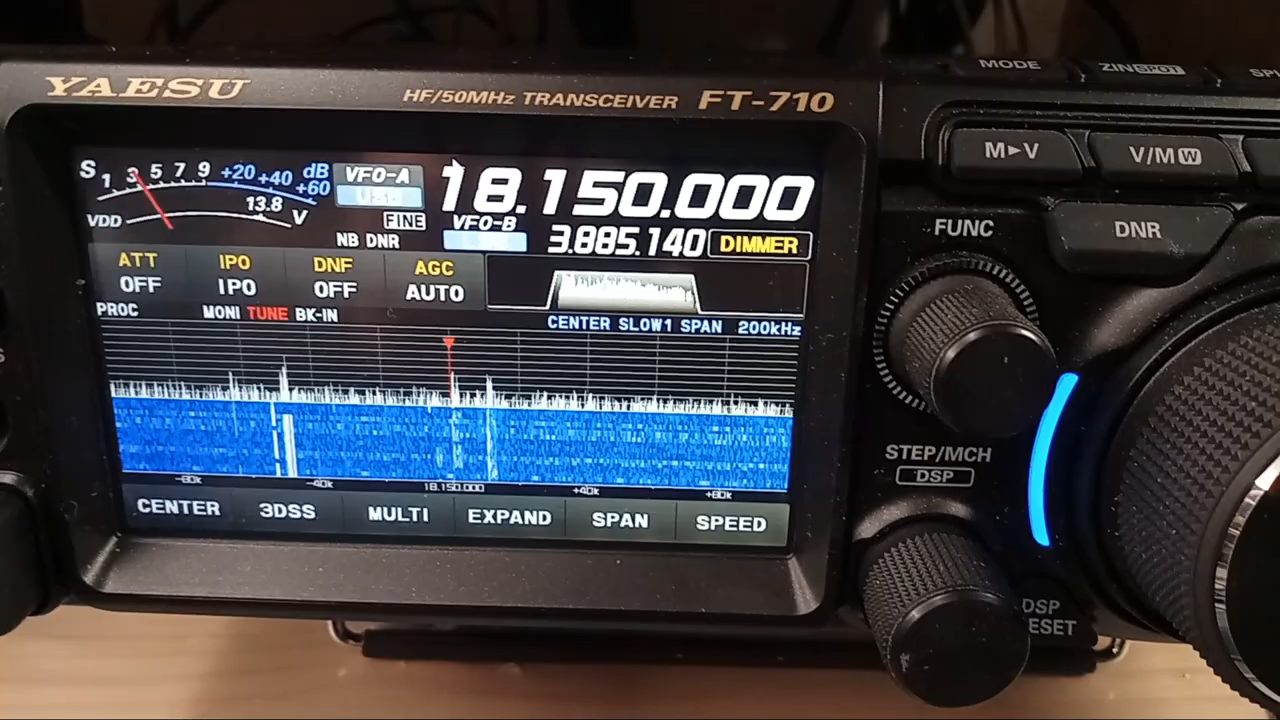 YAESU
HF/50MHz TRANSCEIVER FT-710
MODE
ZIN SPOT
M►V
V/M W
S 1 3 5 7 9 +20 +40 +60 dB
VDD 13.8 V
VFO-A
18.150.000
FINE
VFO-B
3.885.140
DIMMER
NB DNR
FUNC
DNR
ATT IPO DNF AGC
OFF IPO OFF AUTO
PROC MONI TUNE BK-IN
CENTER SLOW1 SPAN 200kHz
-80k -40k 18.150.000 +40k +80k
STEP/MCH
DSP
CENTER 3DSS MULTI EXPAND SPAN SPEED
DSP